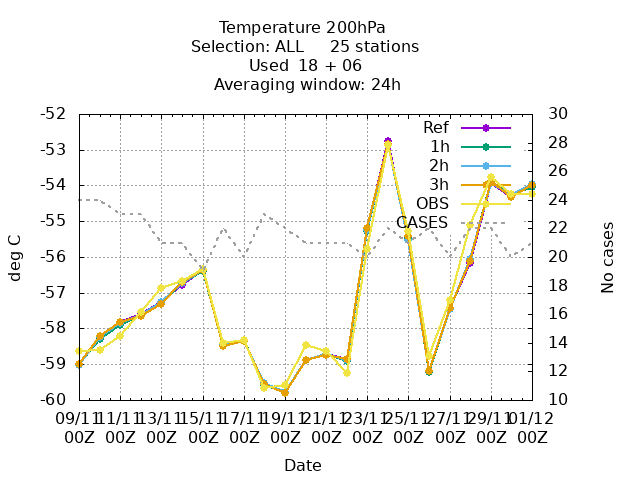 Temperature 200hPa
Selection: ALL 25 stations
Used 18 + 06
Averaging window: 24h
-52
-53
-54
-55
-56
-57
-58
-59
-60
deg C
30
28
26
24
22
20
18
16
14
12
10
No cases
Ref
1h
2h
3h
OBS
CASES
09/11 11/11 13/11 15/11 17/11 19/11 21/11 23/11 25/11 27/11 29/11 01/12
00Z 00Z 00Z 00Z 00Z 00Z 00Z 00Z 00Z 00Z 00Z 00Z
Date